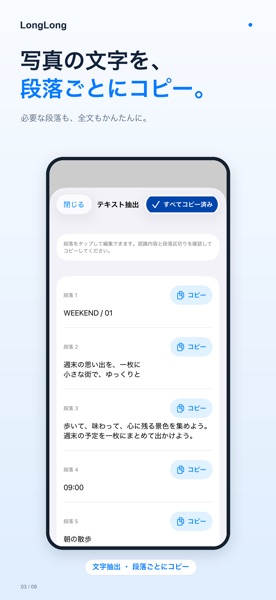 LongLong
写真の文字を、
段落ごとにコピー。
必要な段落も、全文もかんたんに。
閉じる
テキスト抽出
すべてコピー済み
段落をタップして編集できます。認識内容と段落区切りを確認して
コピーしてください。
段落 1
コピー
WEEKEND / 01
段落 2
コピー
週末の思い出を、一枚に
小さな街で、ゆっくりと
段落 3
コピー
歩いて、味わって、心に残る景色を集めよう。
週末の予定を一枚にまとめて出かけよう。
段落 4
コピー
09:00
段落 5
コピー
朝の散歩
文字抽出 ・ 段落ごとにコピー
03 / 09